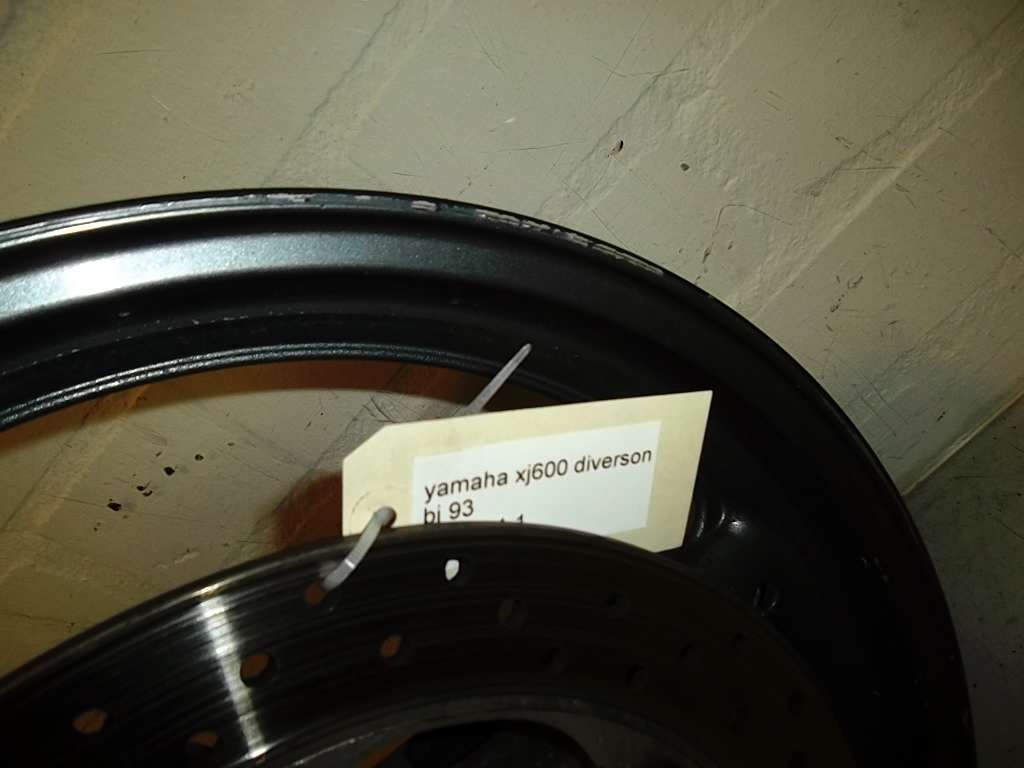 yamaha xj600 diverson
bj 93